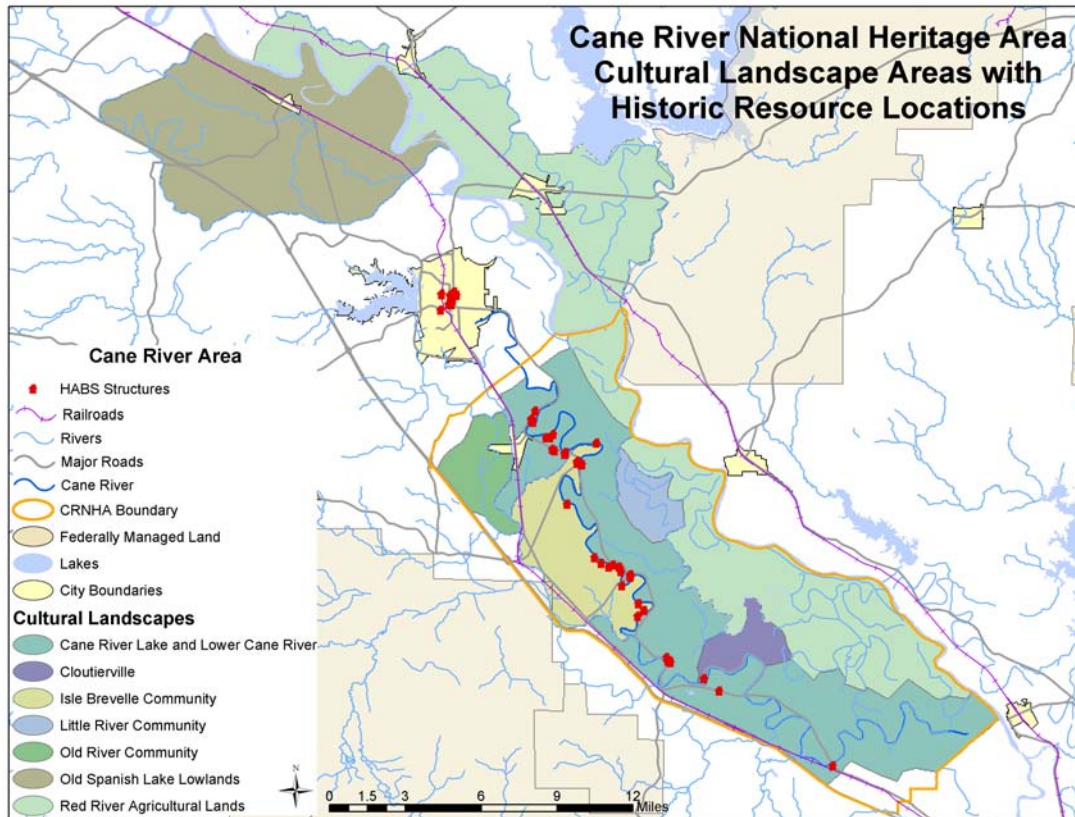 Cane River National Heritage Area
Cultural Landscape Areas with
Historic Resource Locations
Cane River Area
HABS Structures
Railroads
Rivers
Major Roads
Cane River
CRNHA Boundary
Federally Managed Land
Lakes
City Boundaries
Cultural Landscapes
Cane River Lake and Lower Cane River
Cloutierville
Isle Brevelle Community
Little River Community
Old River Community
Old Spanish Lake Lowlands
Red River Agricultural Lands
N
0 1.5 3 6 9 12
Miles